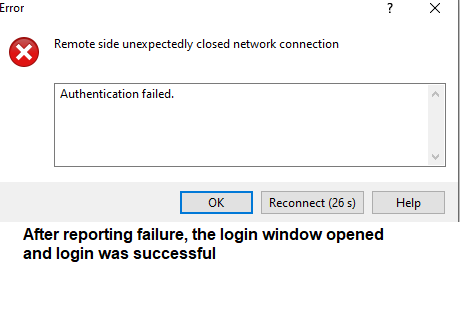 Error
?
Remote side unexpectedly closed network connection
Authentication failed.
OK
Reconnect (26 s)
Help
After reporting failure, the login window opened
and login was successful